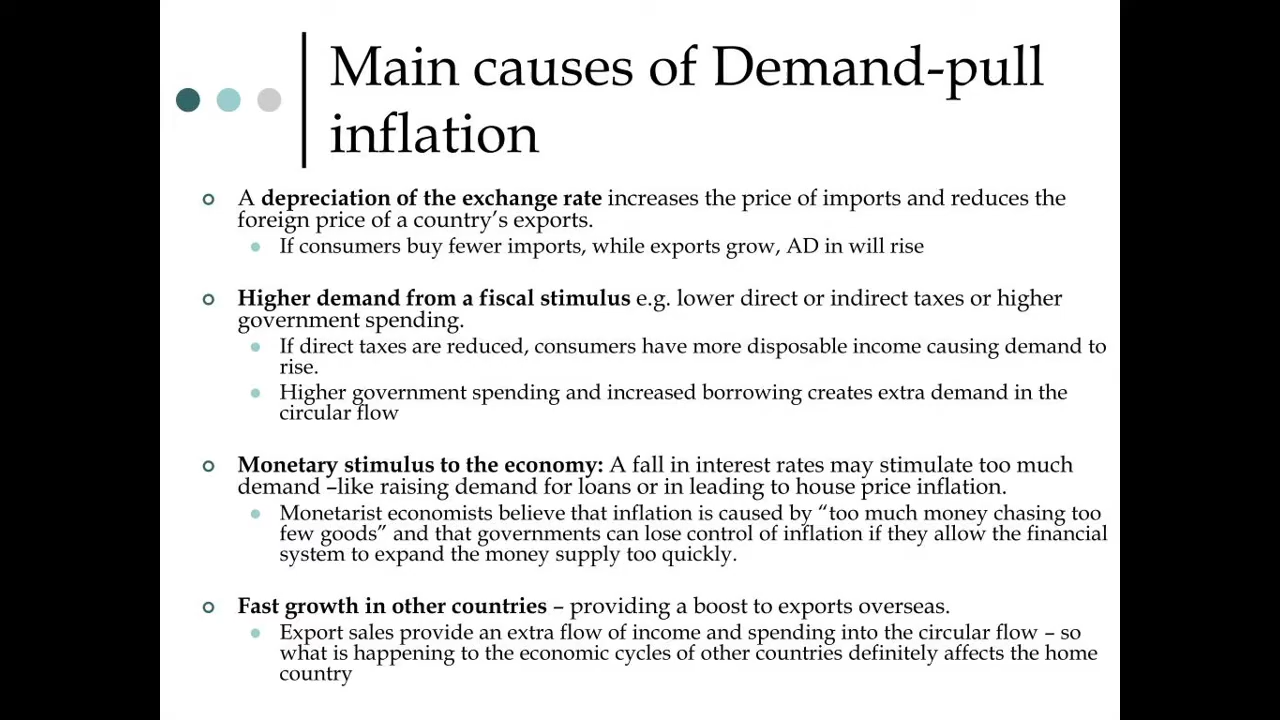 Main causes of Demand-pull
inflation
A depreciation of the exchange rate increases the price of imports and reduces the
foreign price of a country's exports.
If consumers buy fewer imports, while exports grow, AD in will rise
Higher demand from a fiscal stimulus e.g. lower direct or indirect taxes or higher
government spending.
If direct taxes are reduced, consumers have more disposable income causing demand to
rise.
Higher government spending and increased borrowing creates extra demand in the
circular flow
Monetary stimulus to the economy: A fall in interest rates may stimulate too much
demand –like raising demand for loans or in leading to house price inflation.
Monetarist economists believe that inflation is caused by “too much money chasing too
few goods” and that governments can lose control of inflation if they allow the financial
system to expand the money supply too quickly.
Fast growth in other countries – providing a boost to exports overseas.
Export sales provide an extra flow of income and spending into the circular flow – so
what is happening to the economic cycles of other countries definitely affects the home
country